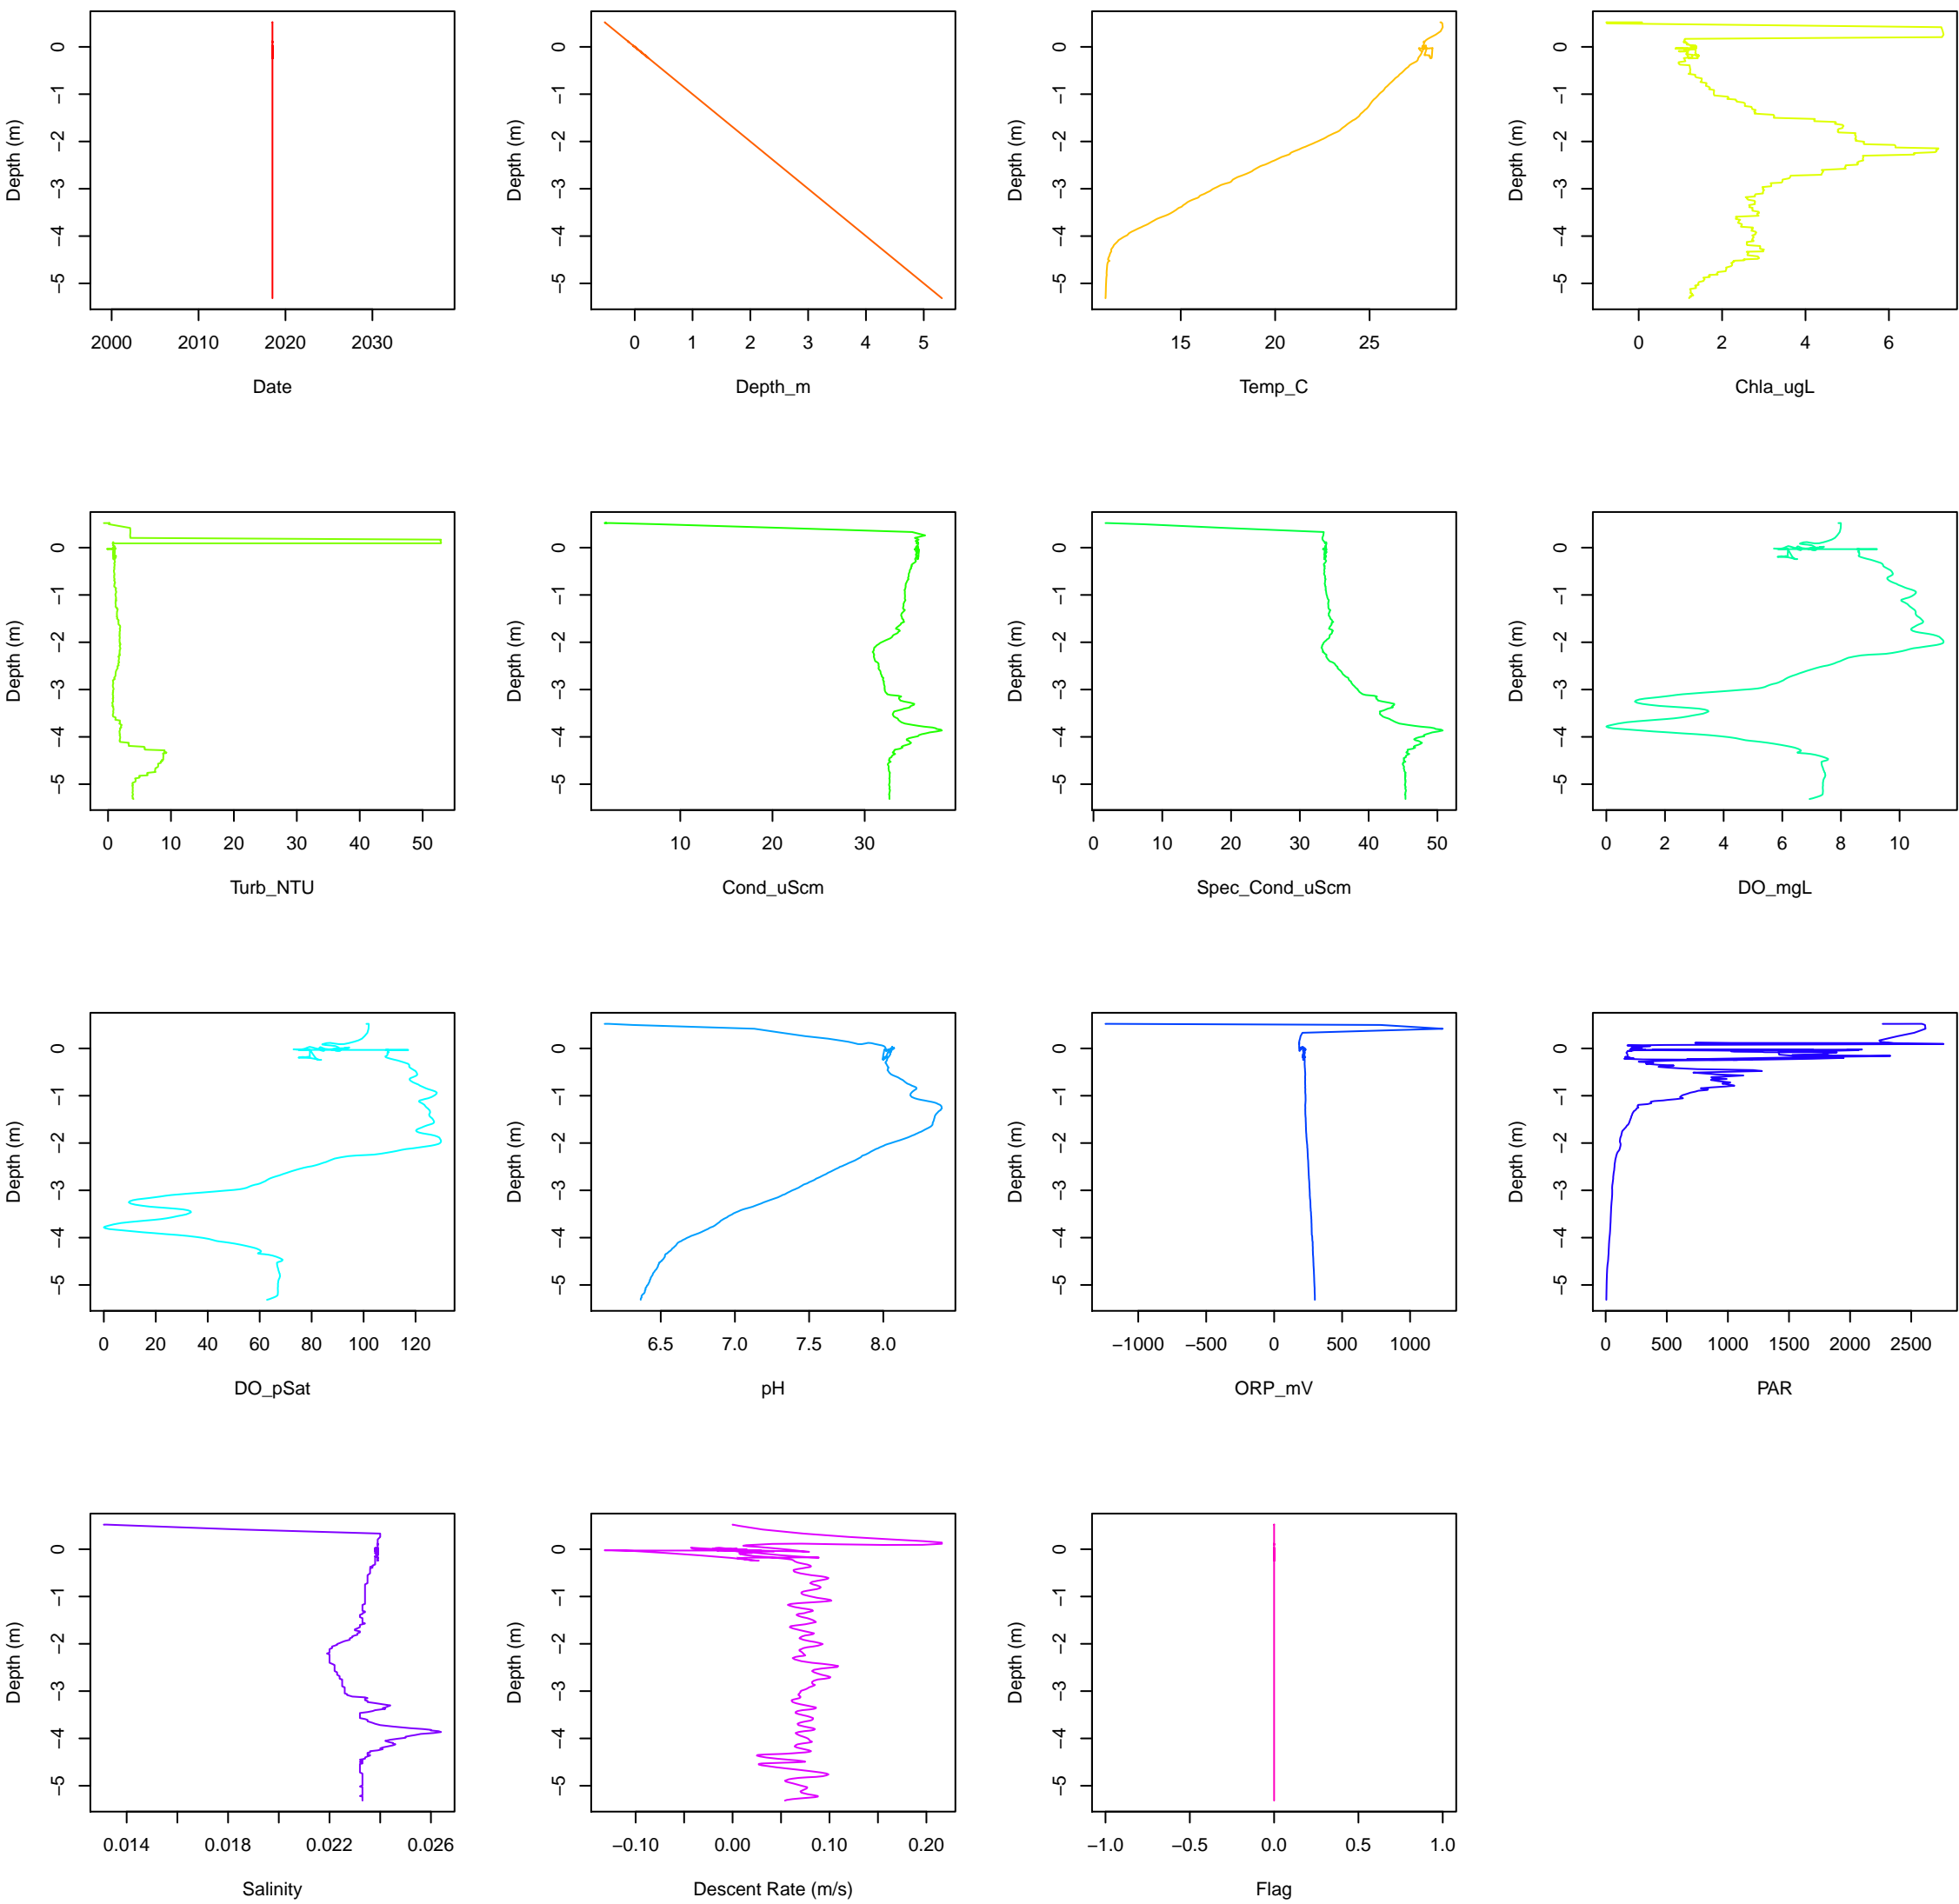 Depth (m)
0
−1
−2
−3
−4
−5
2000 2010 2020 2030
Date
Depth (m)
0
−1
−2
−3
−4
−5
0 1 2 3 4 5
Depth_m
Depth (m)
0
−1
−2
−3
−4
−5
15 20 25
Temp_C
Depth (m)
0
−1
−2
−3
−4
−5
0 2 4 6
Chla_ugL
Depth (m)
0
−1
−2
−3
−4
−5
0 10 20 30 40 50
Turb_NTU
Depth (m)
0
−1
−2
−3
−4
−5
10 20 30
Cond_uScm
Depth (m)
0
−1
−2
−3
−4
−5
0 10 20 30 40 50
Spec_Cond_uScm
Depth (m)
0
−1
−2
−3
−4
−5
0 2 4 6 8 10
DO_mgL
Depth (m)
0
−1
−2
−3
−4
−5
0 20 40 60 80 100 120
DO_pSat
Depth (m)
0
−1
−2
−3
−4
−5
6.5 7.0 7.5 8.0
pH
Depth (m)
0
−1
−2
−3
−4
−5
−1000 −500 0 500 1000
ORP_mV
Depth (m)
0
−1
−2
−3
−4
−5
0 500 1000 1500 2000 2500
PAR
Depth (m)
0
−1
−2
−3
−4
−5
0.014 0.018 0.022 0.026
Salinity
Depth (m)
0
−1
−2
−3
−4
−5
−0.10 0.00 0.10 0.20
Descent Rate (m/s)
Depth (m)
0
−1
−2
−3
−4
−5
−1.0 −0.5 0.0 0.5 1.0
Flag